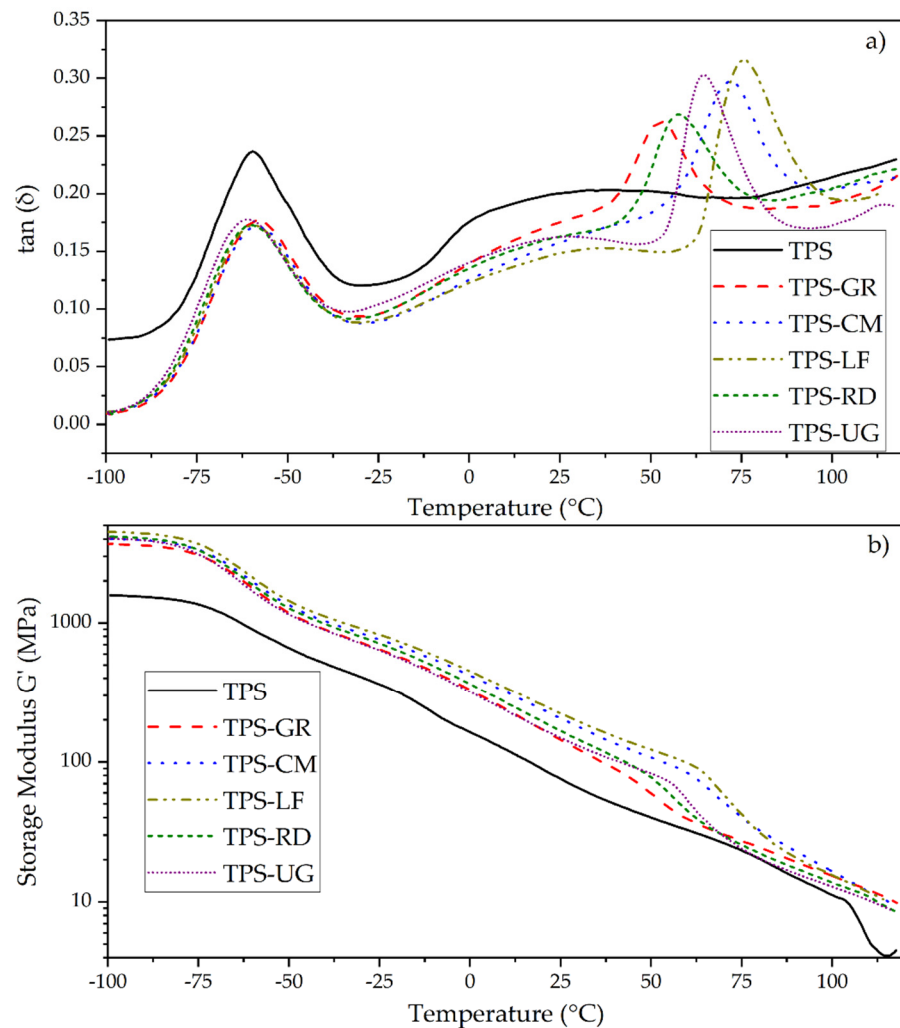 a)
tan (δ)
0.35
0.30
0.25
0.20
0.15
0.10
0.05
0.00
TPS
TPS-GR
TPS-CM
TPS-LF
TPS-RD
TPS-UG
-100 -75 -50 -25 0 25 50 75 100
Temperature (°C)
b)
Storage Modulus G' (MPa)
1000
100
10
TPS
TPS-GR
TPS-CM
TPS-LF
TPS-RD
TPS-UG
-100 -75 -50 -25 0 25 50 75 100
Temperature (°C)